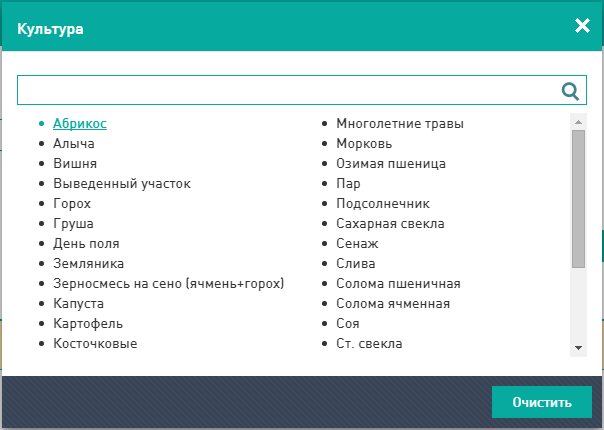 Культура
Абрикос
Алыча
Вишня
Выведенный участок
Горох
Груша
День поля
Земляника
Зерносмесь на сено (ячмень+горох)
Капуста
Картофель
Косточковые
Многолетние травы
Морковь
Озимая пшеница
Пар
Подсолнечник
Сахарная свекла
Сенаж
Слива
Солома пшеничная
Солома ячменная
Соя
Ст. свекла
Очистить